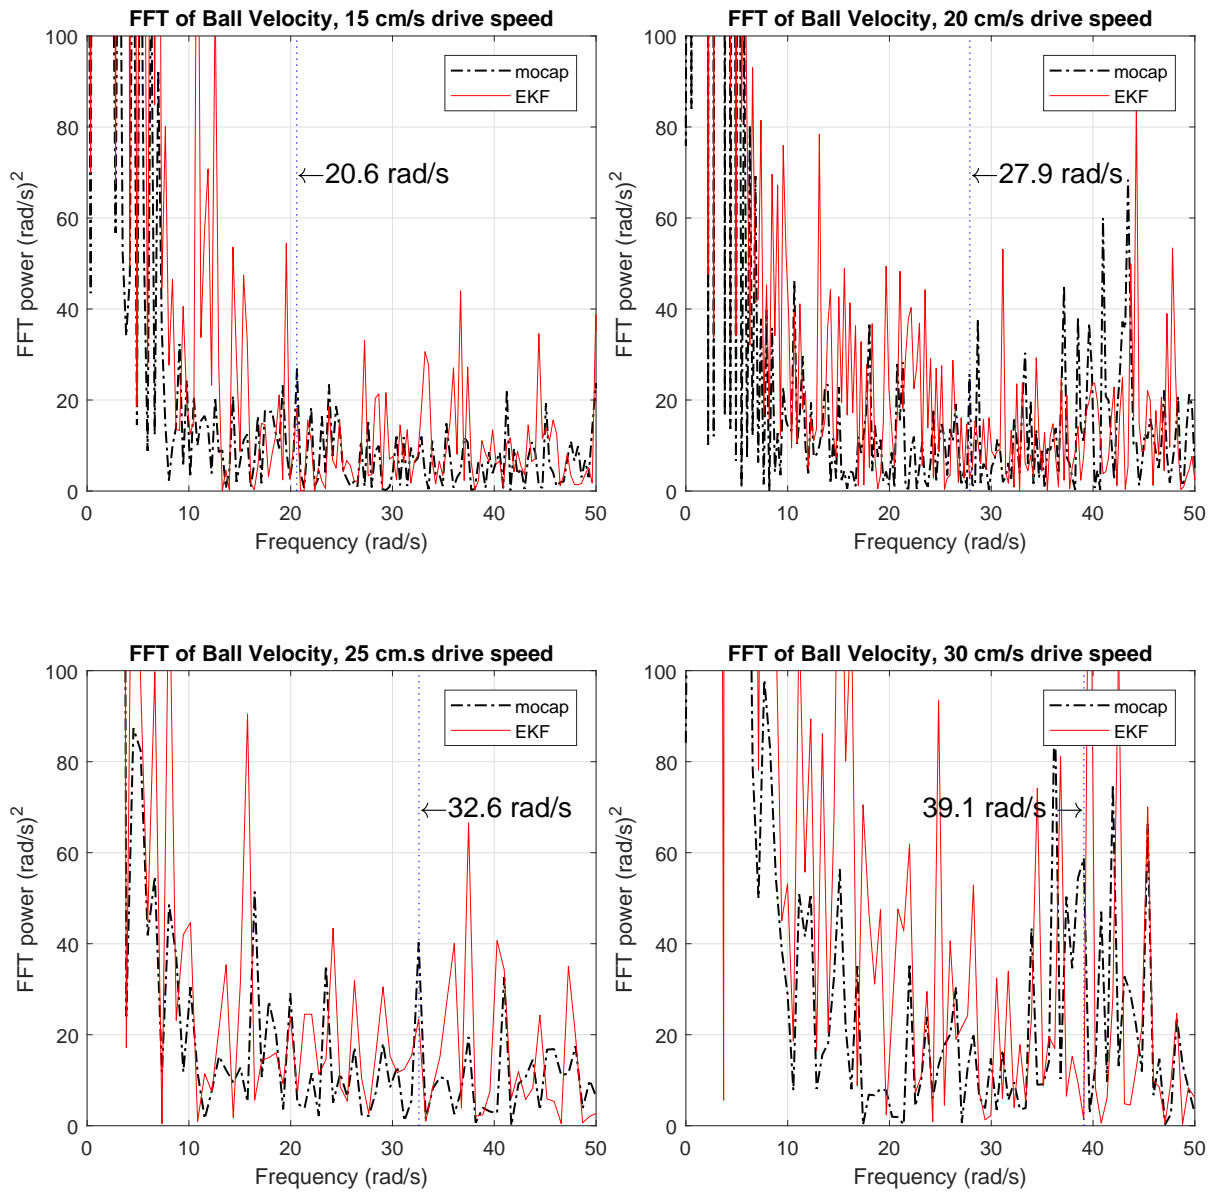 FFT of Ball Velocity, 15 cm/s drive speed
100
80
60
40
20
0
FFT power (rad/s)²
mocap
EKF
←20.6 rad/s
0 10 20 30 40 50
Frequency (rad/s)
FFT of Ball Velocity, 20 cm/s drive speed
100
80
60
40
20
0
FFT power (rad/s)²
mocap
EKF
←27.9 rad/s
0 10 20 30 40 50
Frequency (rad/s)
FFT of Ball Velocity, 25 cm.s drive speed
100
80
60
40
20
0
FFT power (rad/s)²
mocap
EKF
←32.6 rad/s
0 10 20 30 40 50
Frequency (rad/s)
FFT of Ball Velocity, 30 cm/s drive speed
100
80
60
40
20
0
FFT power (rad/s)²
mocap
EKF
39.1 rad/s →
0 10 20 30 40 50
Frequency (rad/s)